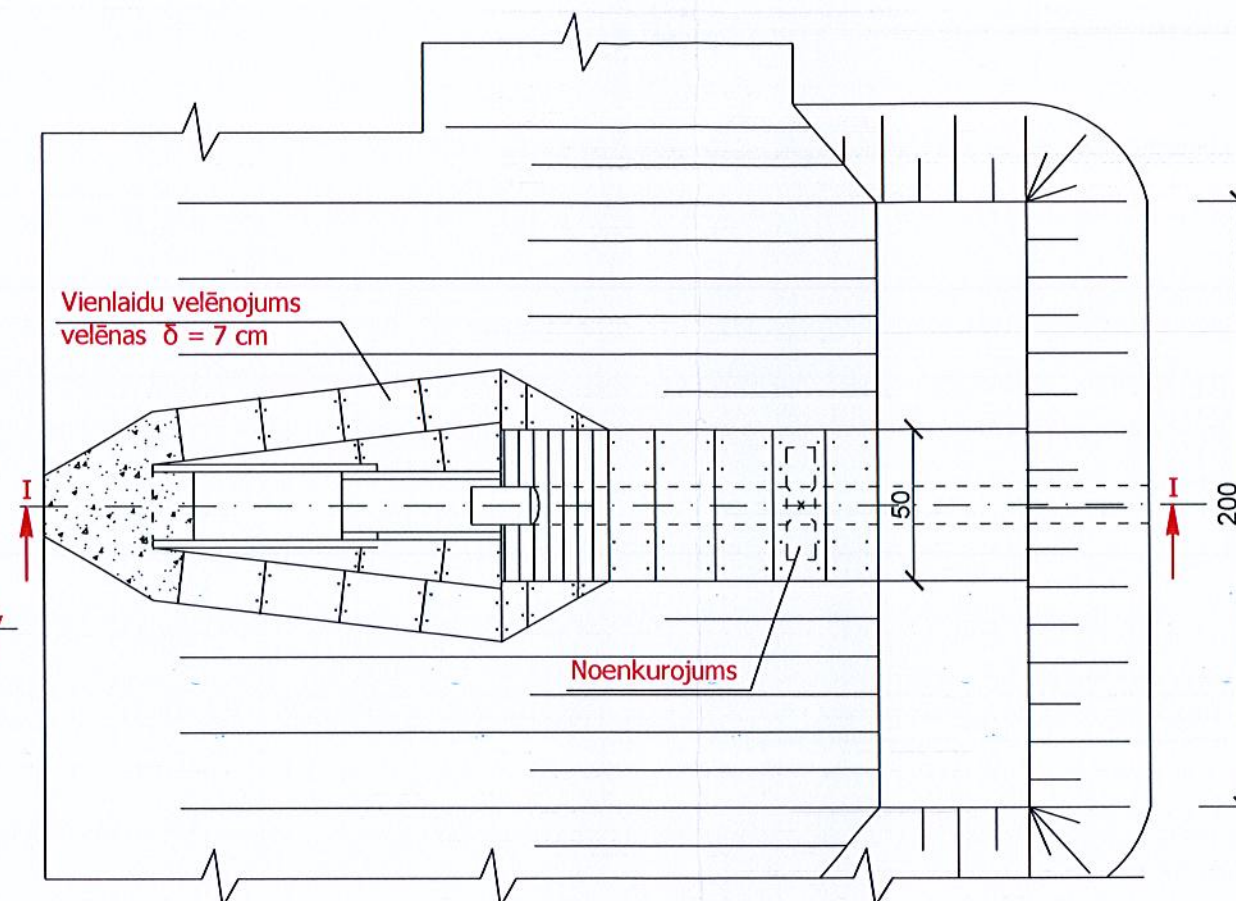 Vienlaidu velēnojums
velēnas δ = 7 cm
I
I
50
200
Noenkurojums